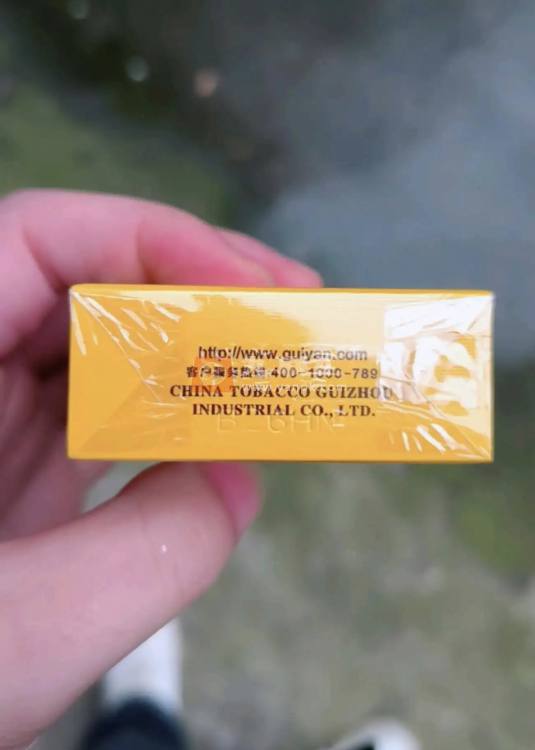 http://www.guiyan.com
客户服务热线:400-1000-789
CHINA TOBACCO GUIZHOU
INDUSTRIAL CO., LTD.